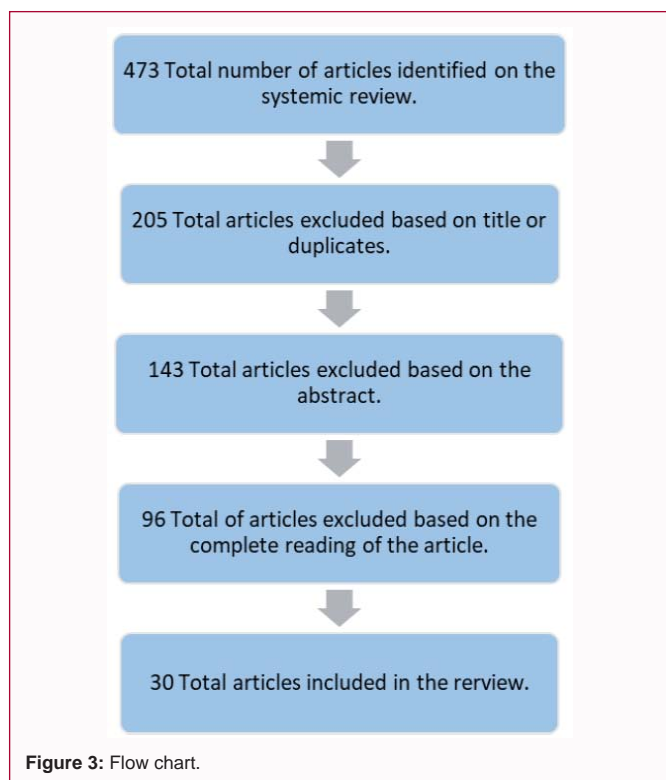 473 Total number of articles identified on the
systemic review.
205 Total articles excluded based on title or
duplicates.
143 Total articles excluded based on the
abstract.
96 Total of articles excluded based on the
complete reading of the article.
30 Total articles included in the rerview.
Figure 3: Flow chart.